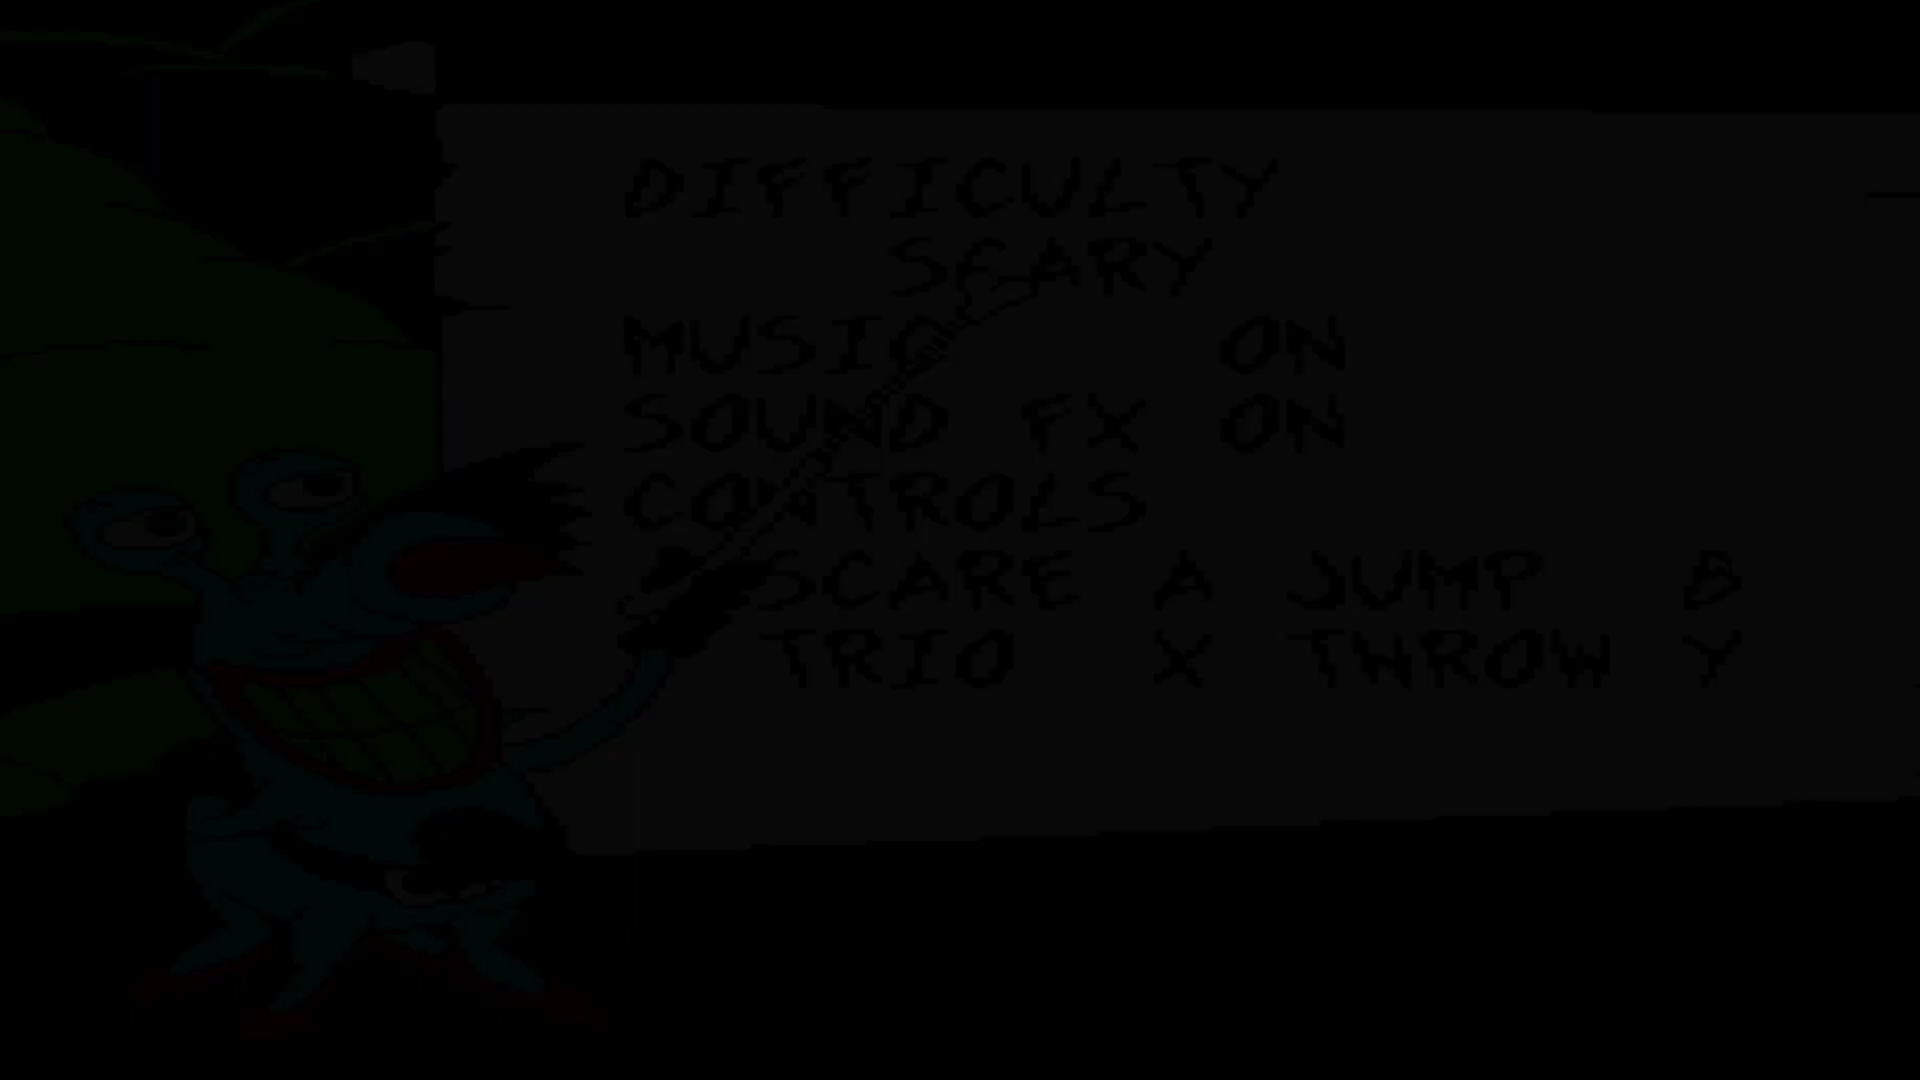 DIFFICULTY
SCARY
MUSIC ON
SOUND FX ON
CONTROLS
SCARE A JUMP B
TRIO X THROW Y